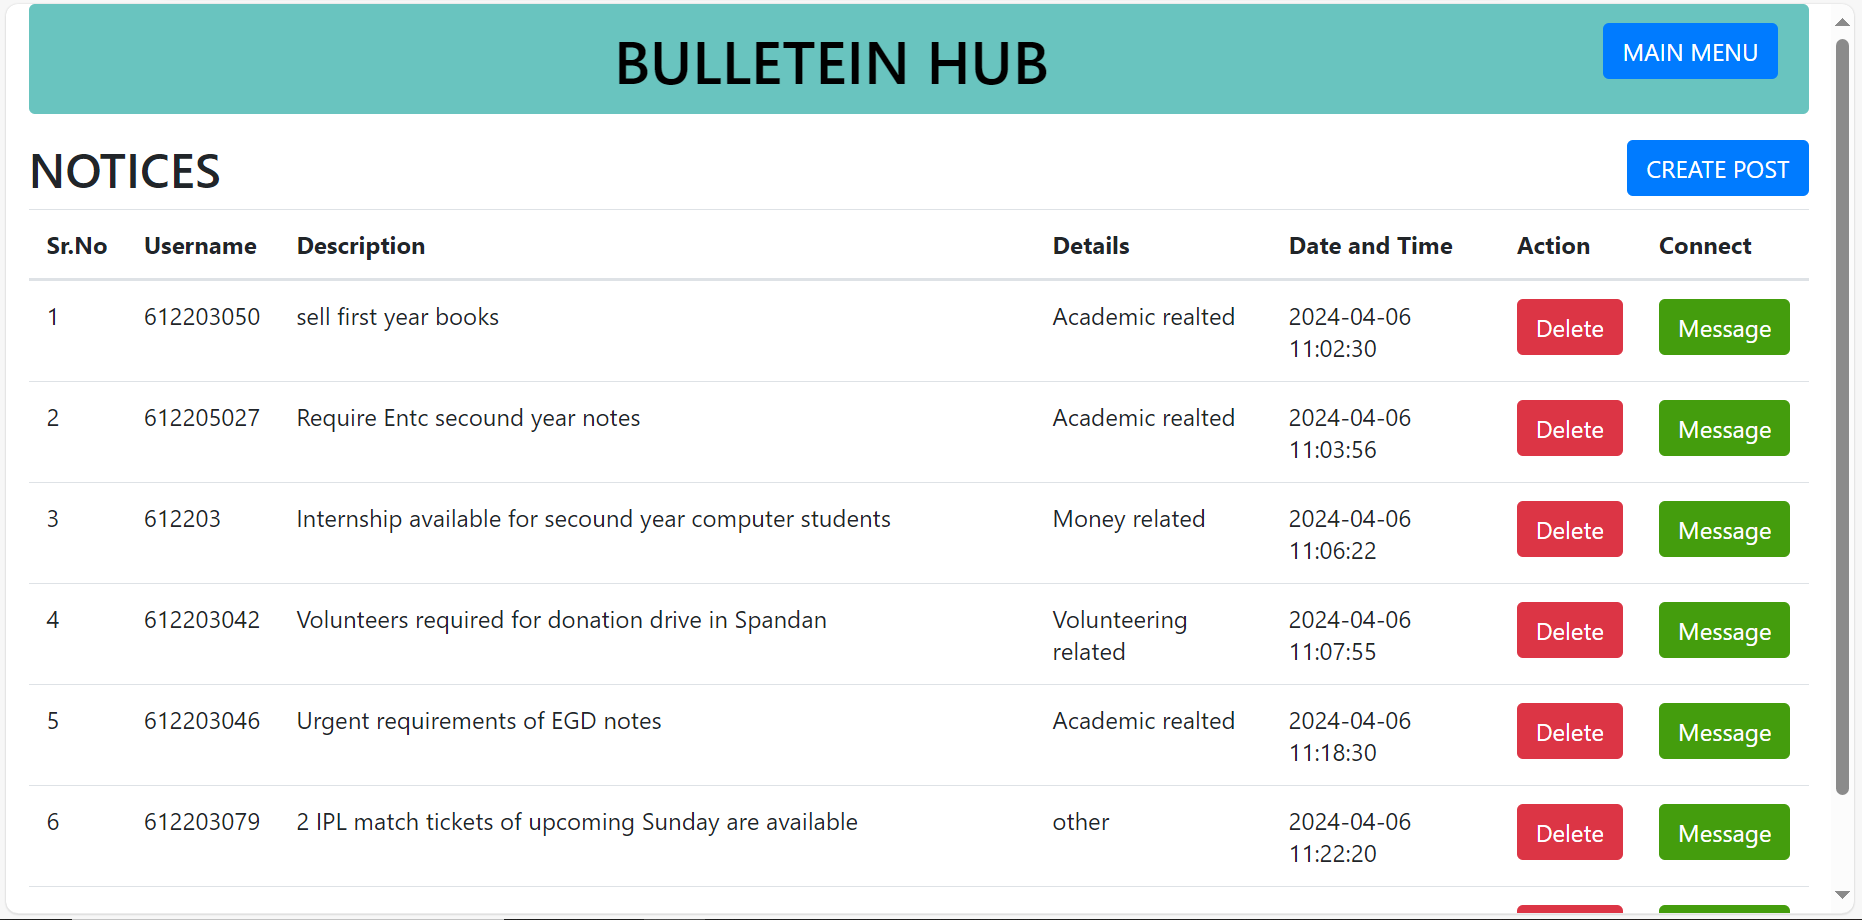 BULLETEIN HUB
MAIN MENU
NOTICES
CREATE POST
Sr.No Username Description Details Date and Time Action Connect
1 612203050 sell first year books Academic realted 2024-04-06 Delete Message
11:02:30
2 612205027 Require Entc secound year notes Academic realted 2024-04-06 Delete Message
11:03:56
3 612203 Internship available for secound year computer students Money related 2024-04-06 Delete Message
11:06:22
4 612203042 Volunteers required for donation drive in Spandan Volunteering 2024-04-06 Delete Message
related 11:07:55
5 612203046 Urgent requirements of EGD notes Academic realted 2024-04-06 Delete Message
11:18:30
6 612203079 2 IPL match tickets of upcoming Sunday are available other 2024-04-06 Delete Message
11:22:20